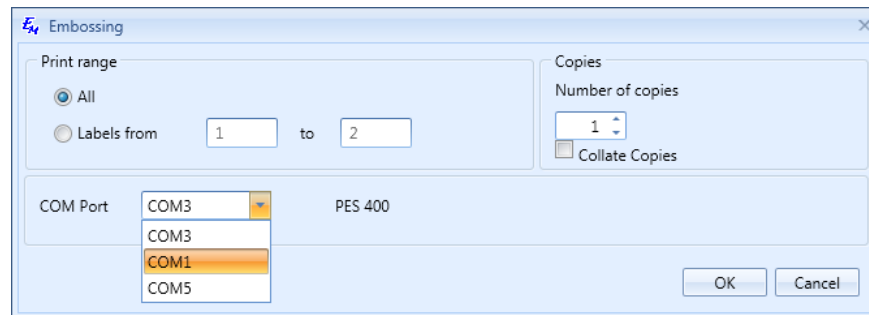 EM Embossing
Print range
All
Labels from 1 to 2
Copies
Number of copies
1
Collate Copies
COM Port COM3 PES 400
COM3
COM1
COM5
OK Cancel